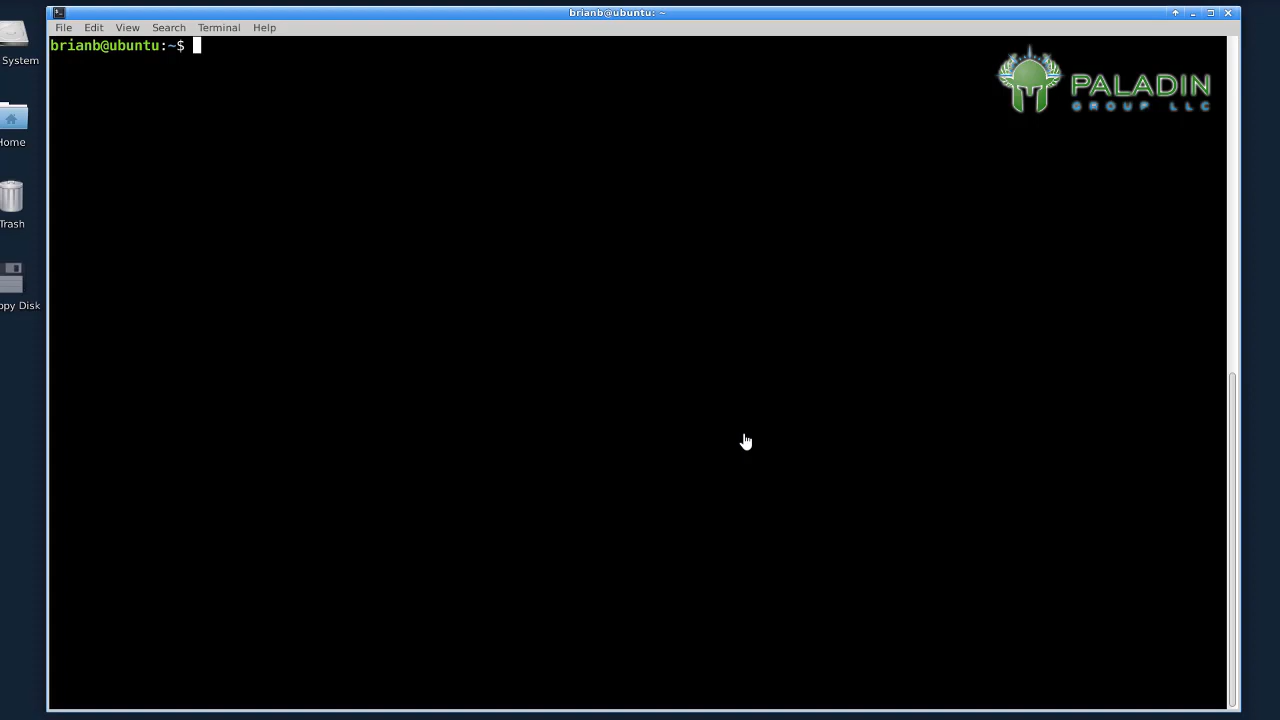 brianb@ubuntu: ~
File Edit View Search Terminal Help
brianb@ubuntu:~$
PALADIN
GROUP LLC
System
Home
Trash
ppy Disk